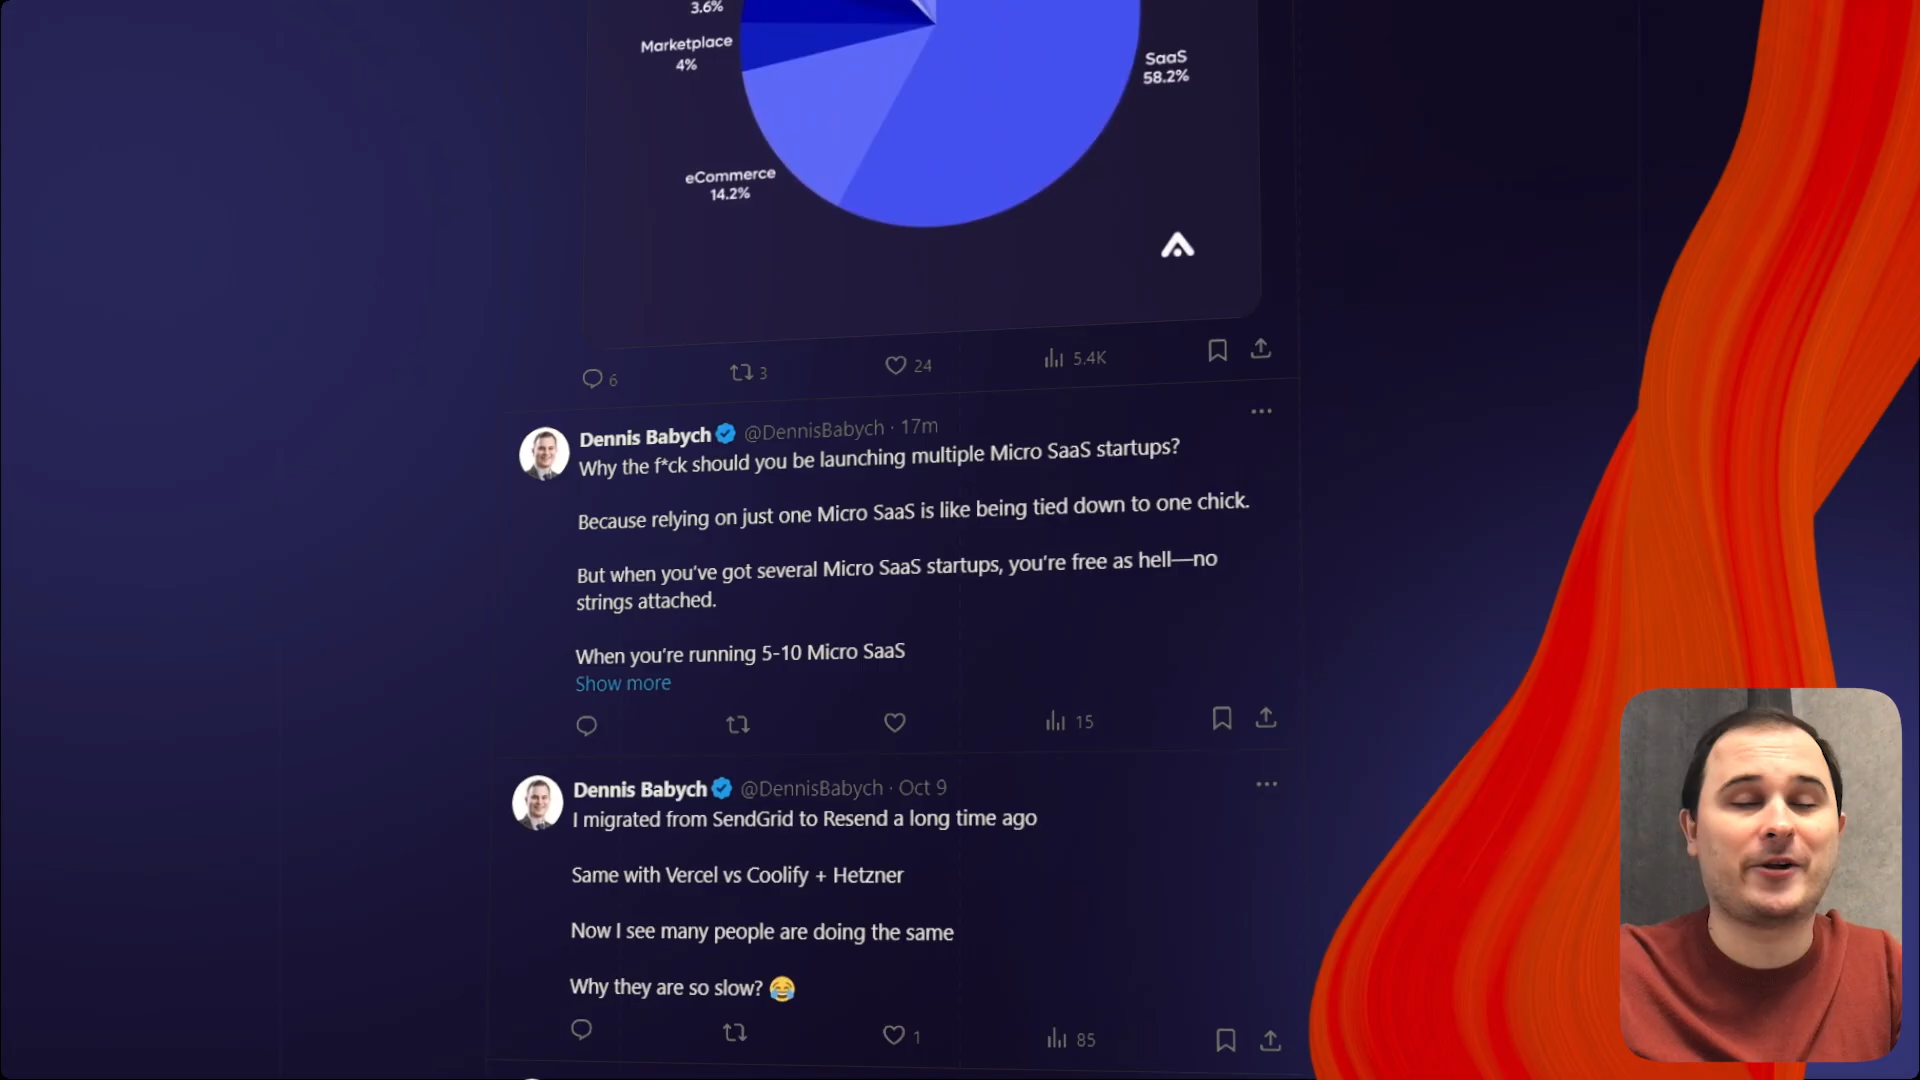 3.6%
Marketplace
4%
SaaS
58.2%
eCommerce
14.2%
6
3
24
5.4K
Dennis Babych @DennisBabych · 17m
Why the f*ck should you be launching multiple Micro SaaS startups?
Because relying on just one Micro SaaS is like being tied down to one chick.
But when you've got several Micro SaaS startups, you're free as hell—no
strings attached.
When you're running 5-10 Micro SaaS
Show more
15
Dennis Babych @DennisBabych · Oct 9
I migrated from SendGrid to Resend a long time ago
Same with Vercel vs Coolify + Hetzner
Now I see many people are doing the same
Why they are so slow? 😂
1
85